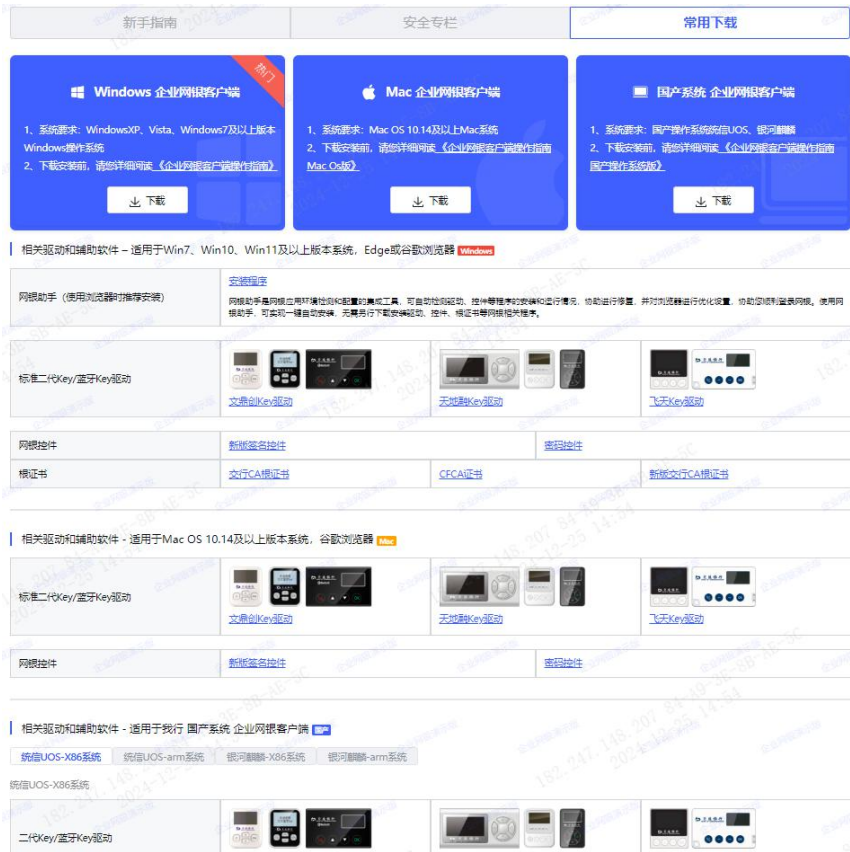 新手指南
安全专栏
常用下载
热门
Windows 企业网银客户端
1、系统要求：WindowsXP、Vista、Windows7及以上版本
Windows操作系统
2、下载安装前，请您详细阅读《企业网银客户端操作指南》
下载
Mac 企业网银客户端
1、系统要求：Mac OS 10.14及以上Mac系统
2、下载安装前，请您详细阅读《企业网银客户端操作指南
Mac Os版》
下载
国产系统 企业网银客户端
1、系统要求：国产操作系统统信UOS、银河麒麟
2、下载安装前，请您详细阅读《企业网银客户端操作指南
国产操作系统版》
下载
相关驱动和辅助软件 – 适用于Win7、Win10、Win11及以上版本系统，Edge或谷歌浏览器 Windows
网银助手（使用浏览器时推荐安装）
安装程序
网银助手是网银应用环境检测和配置的集成工具，可自动检测驱动、控件等程序的安装和运行情况，协助进行修复，并对浏览器进行优化设置，协助您顺利登录网银。使用网
银助手，可实现一键自动安装，无需另行下载安装驱动、控件、根证书等网银相关程序。
标准二代Key/蓝牙Key驱动
文鼎创Key驱动
天地融Key驱动
飞天Key驱动
网银控件
新版签名控件
密码控件
根证书
交行CA根证书
CFCA证书
新版交行CA根证书
相关驱动和辅助软件 - 适用于Mac OS 10.14及以上版本系统，谷歌浏览器 Mac
标准二代Key/蓝牙Key驱动
文鼎创Key驱动
天地融Key驱动
飞天Key驱动
网银控件
新版签名控件
密码控件
相关驱动和辅助软件 - 适用于我行 国产系统 企业网银客户端 国产
统信UOS-X86系统
统信UOS-arm系统
银河麒麟-X86系统
银河麒麟-arm系统
统信UOS-X86系统
二代Key/蓝牙Key驱动